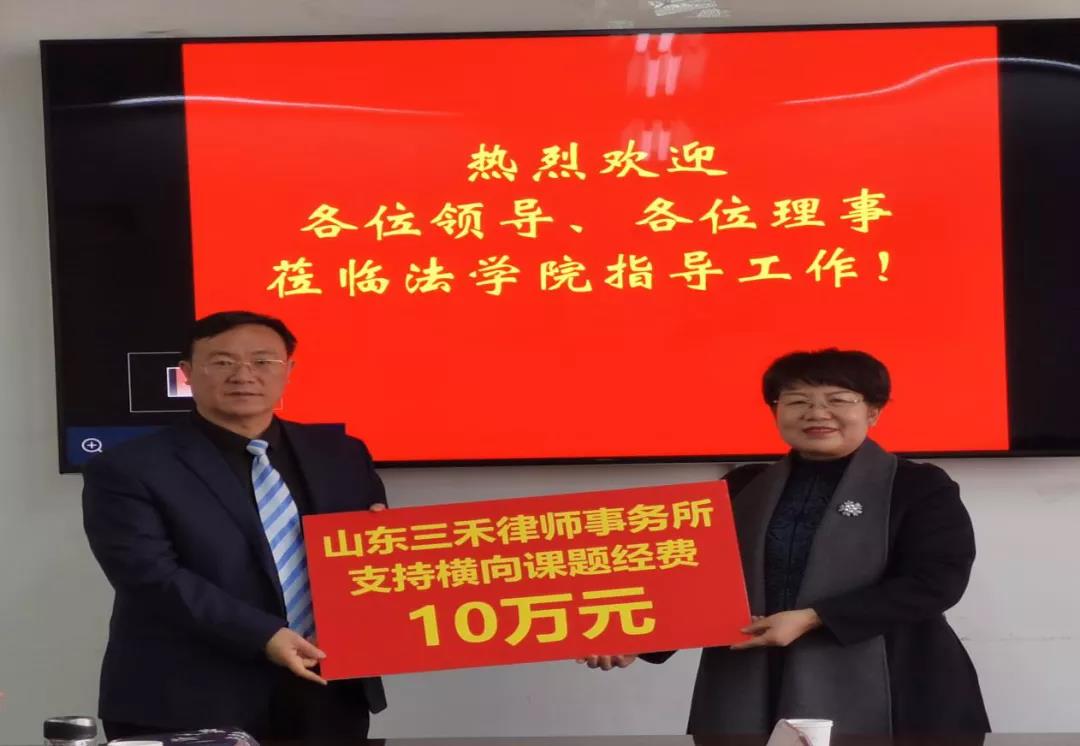 热烈欢迎
各位领导、各位理事
莅临法学院指导工作！
山东三禾律师事务所
支持横向课题经费
10万元